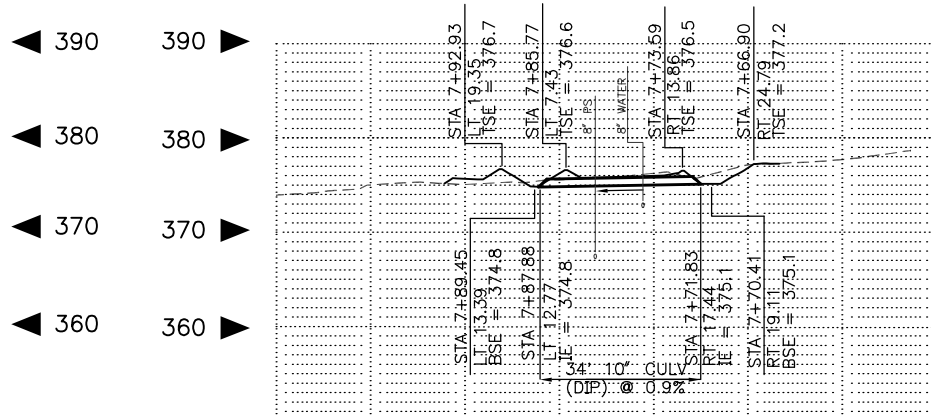 390 390
380 380
370 370
360 360
STA 7+92.93
LT 19.35
TSE = 376.7
STA 7+85.77
LT 7.43
TSE = 376.6
8" PS
8" WATER
STA 7+73.59
RT 13.86
TSE = 376.5
STA 7+66.90
RT 24.79
TSE = 377.2
STA 7+89.45
LT 13.39
BSE = 374.8
STA 7+87.88
LT 12.77
IE = 374.8
STA 7+71.83
RT 17.44
IE = 375.1
STA 7+70.41
RT 19.11
BSE = 375.1
34' 10" CULV
(DIP) @ 0.9%